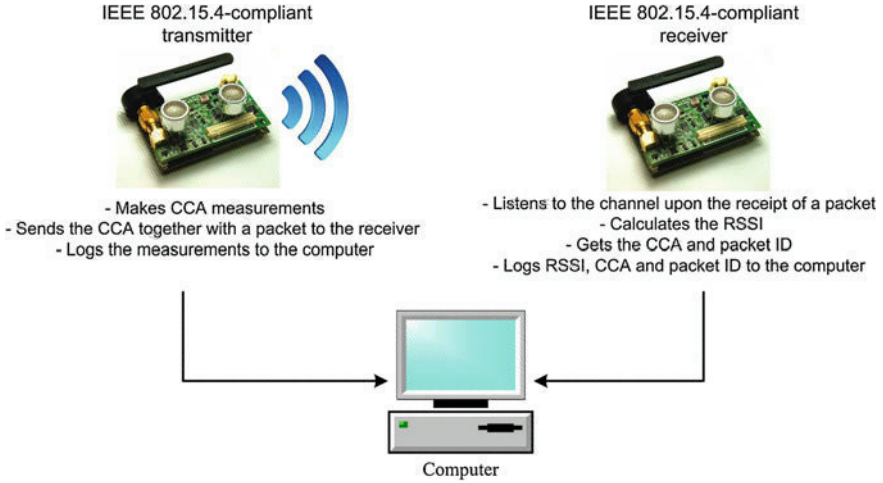 IEEE 802.15.4-compliant
transmitter
- Makes CCA measurements
- Sends the CCA together with a packet to the receiver
- Logs the measurements to the computer
IEEE 802.15.4-compliant
receiver
- Listens to the channel upon the receipt of a packet
- Calculates the RSSI
- Gets the CCA and packet ID
- Logs RSSI, CCA and packet ID to the computer
Computer